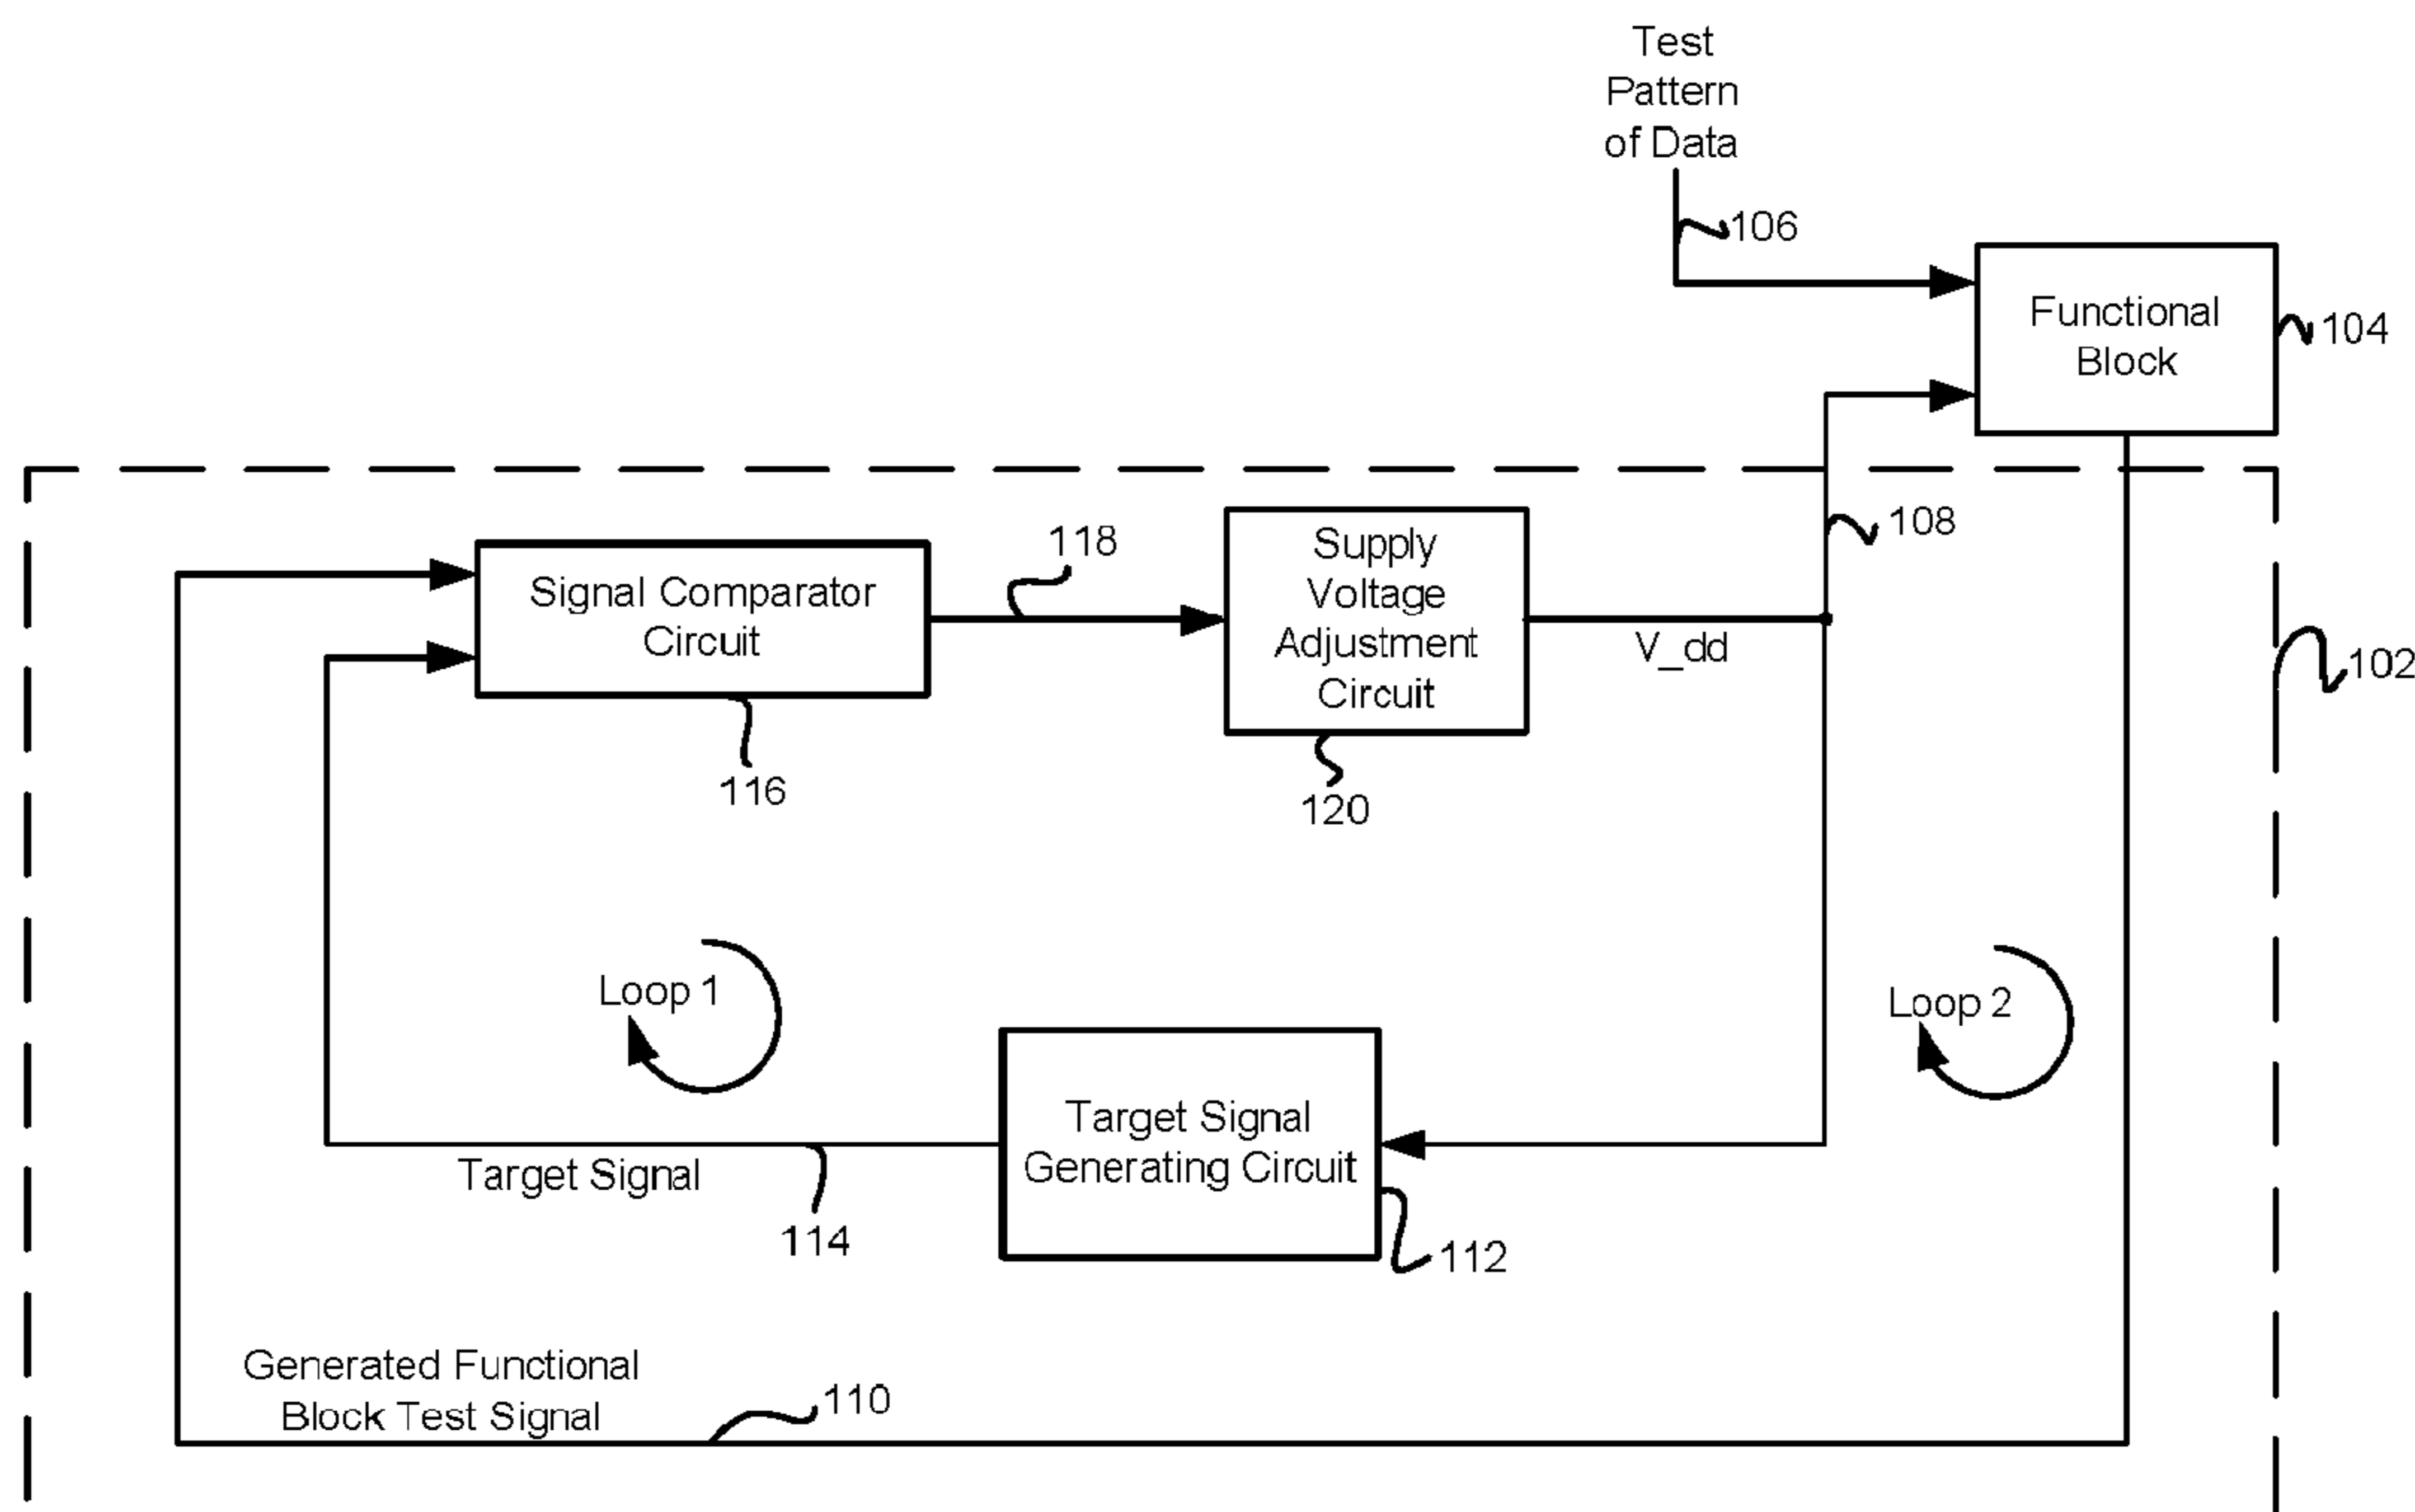 Test
Pattern
of Data
106
Functional
Block
104
108
118
Signal Comparator
Circuit
116
Supply
Voltage
Adjustment
Circuit
120
V_dd
102
Loop 1
Loop 2
Target Signal
Generating Circuit
112
Target Signal
114
Generated Functional
Block Test Signal
110